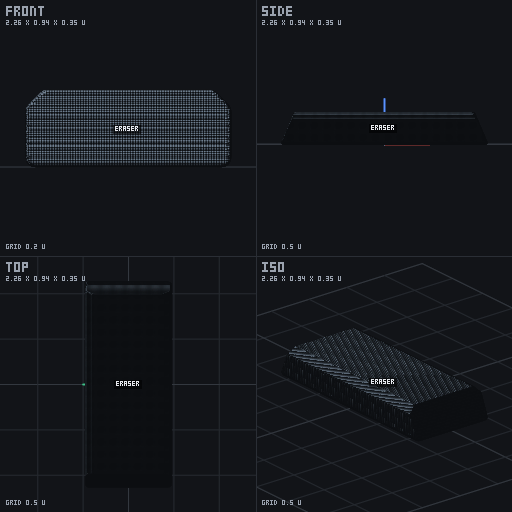 FRONT
2.26 X 0.94 X 0.35 U
ERASER
GRID 0.2 U
SIDE
2.26 X 0.94 X 0.35 U
ERASER
GRID 0.5 U
TOP
2.26 X 0.94 X 0.35 U
ERASER
GRID 0.5 U
ISO
2.26 X 0.94 X 0.35 U
ERASER
GRID 0.5 U